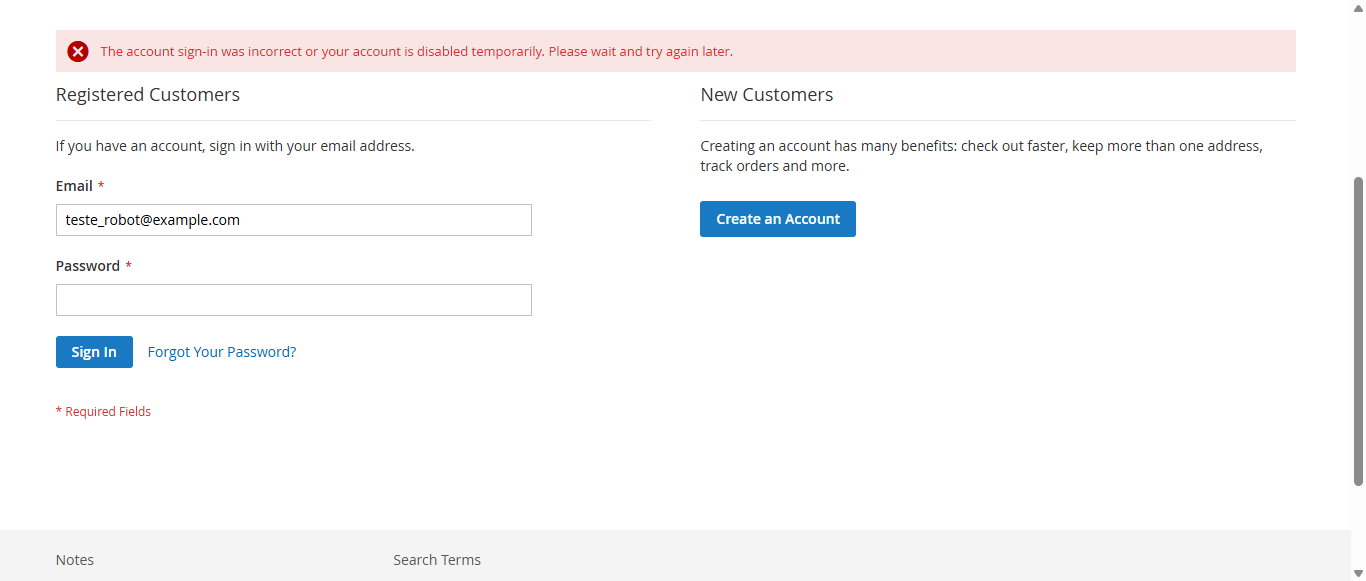 The account sign-in was incorrect or your account is disabled temporarily. Please wait and try again later.
Registered Customers
If you have an account, sign in with your email address.
Email *
teste_robot@example.com
Password *
Sign In
Forgot Your Password?
* Required Fields
New Customers
Creating an account has many benefits: check out faster, keep more than one address,
track orders and more.
Create an Account
Notes
Search Terms